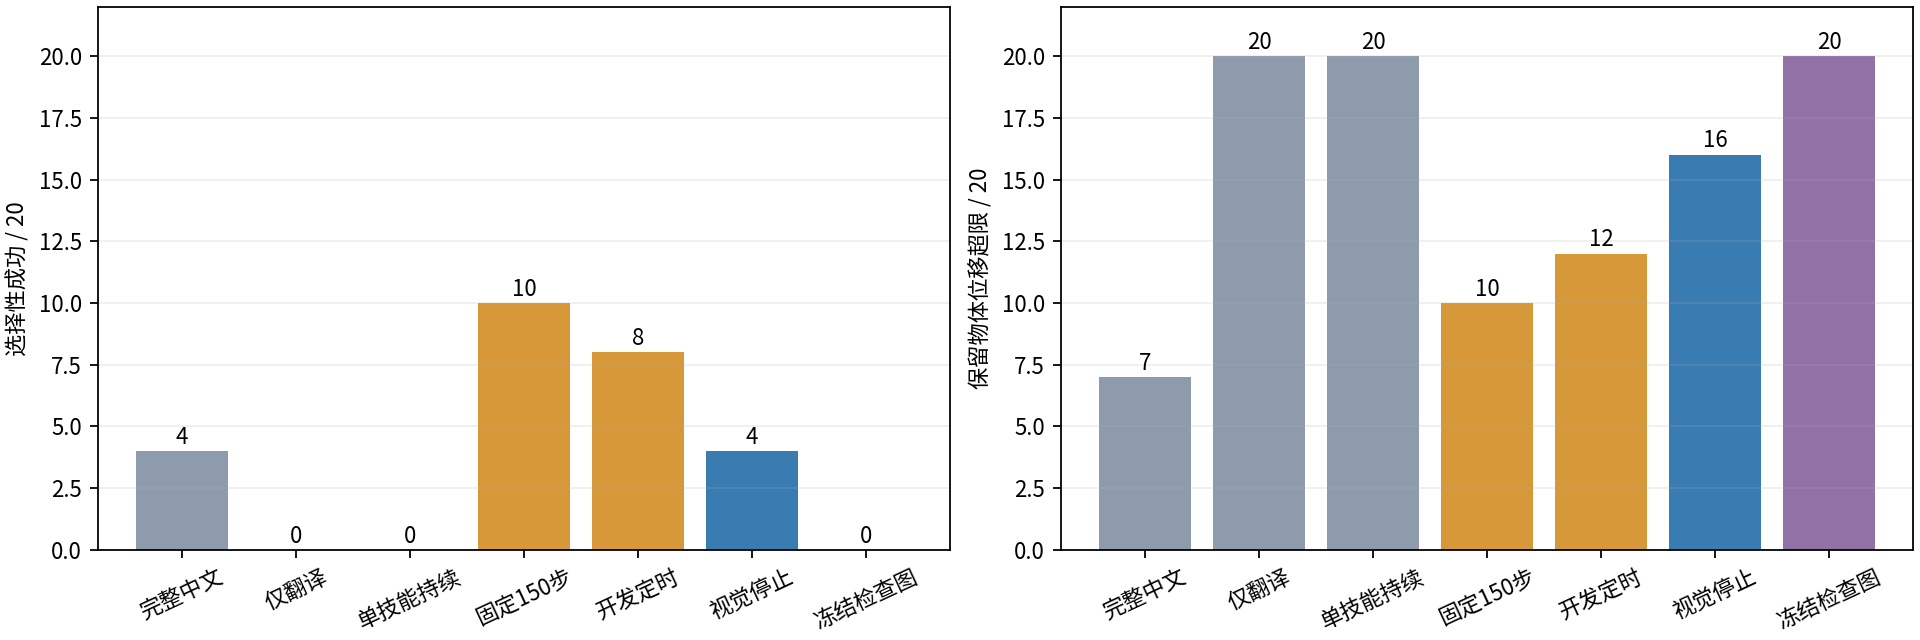 选择性成功 / 20
20.0
17.5
15.0
12.5
10.0
7.5
5.0
2.5
0.0
4
0
0
10
8
4
0
完整中文
仅翻译
单技能持续
固定150步
开发定时
视觉停止
冻结检查图
保留物体位移超限 / 20
20.0
17.5
15.0
12.5
10.0
7.5
5.0
2.5
0.0
7
20
20
10
12
16
20
完整中文
仅翻译
单技能持续
固定150步
开发定时
视觉停止
冻结检查图